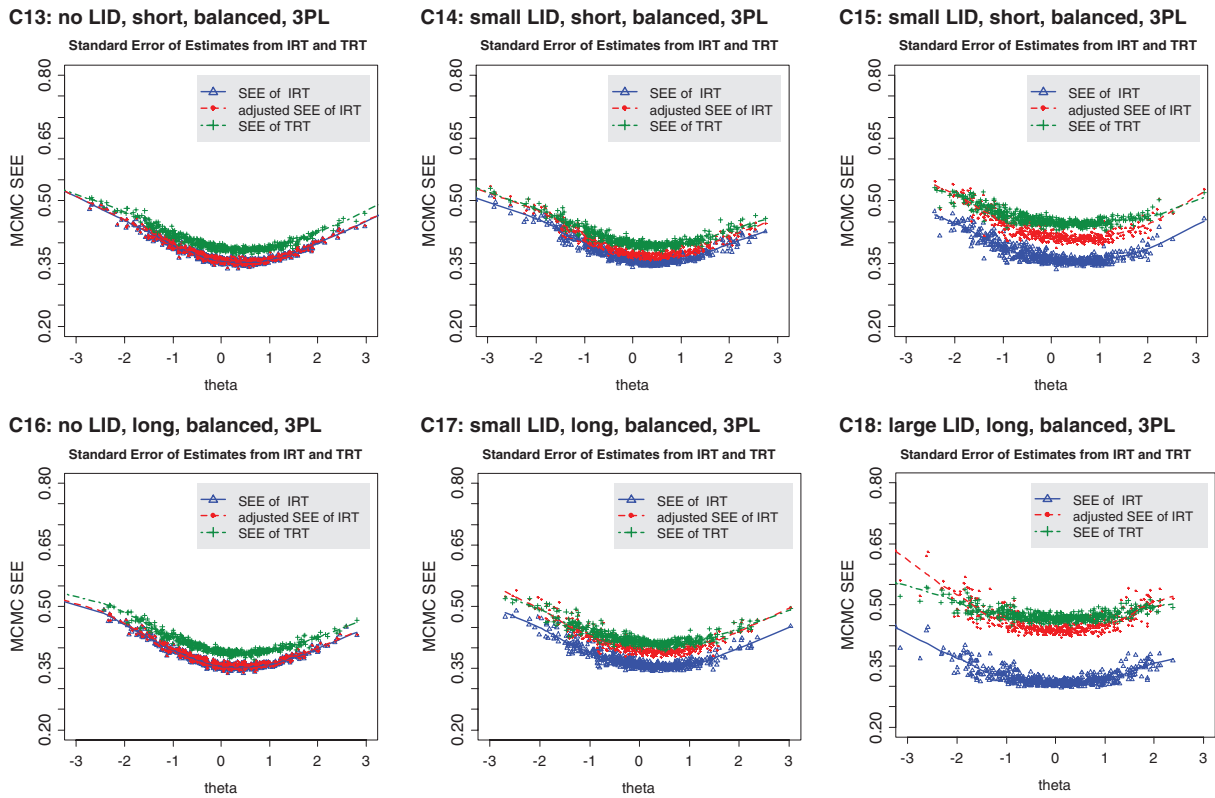 C13: no LID, short, balanced, 3PL
Standard Error of Estimates from IRT and TRT
SEE of IRT
adjusted SEE of IRT
SEE of TRT
MCMC SEE
0.80
0.65
0.50
0.35
0.20
-3 -2 -1 0 1 2 3
theta
C14: small LID, short, balanced, 3PL
Standard Error of Estimates from IRT and TRT
SEE of IRT
adjusted SEE of IRT
SEE of TRT
MCMC SEE
0.80
0.65
0.50
0.35
0.20
-3 -2 -1 0 1 2 3
theta
C15: small LID, short, balanced, 3PL
Standard Error of Estimates from IRT and TRT
SEE of IRT
adjusted SEE of IRT
SEE of TRT
MCMC SEE
0.80
0.65
0.50
0.35
0.20
-3 -2 -1 0 1 2 3
theta
C16: no LID, long, balanced, 3PL
Standard Error of Estimates from IRT and TRT
SEE of IRT
adjusted SEE of IRT
SEE of TRT
MCMC SEE
0.80
0.65
0.50
0.35
0.20
-3 -2 -1 0 1 2 3
theta
C17: small LID, long, balanced, 3PL
Standard Error of Estimates from IRT and TRT
SEE of IRT
adjusted SEE of IRT
SEE of TRT
MCMC SEE
0.80
0.65
0.50
0.35
0.20
-3 -2 -1 0 1 2 3
theta
C18: large LID, long, balanced, 3PL
Standard Error of Estimates from IRT and TRT
SEE of IRT
adjusted SEE of IRT
SEE of TRT
MCMC SEE
0.80
0.65
0.50
0.35
0.20
-3 -2 -1 0 1 2 3
theta